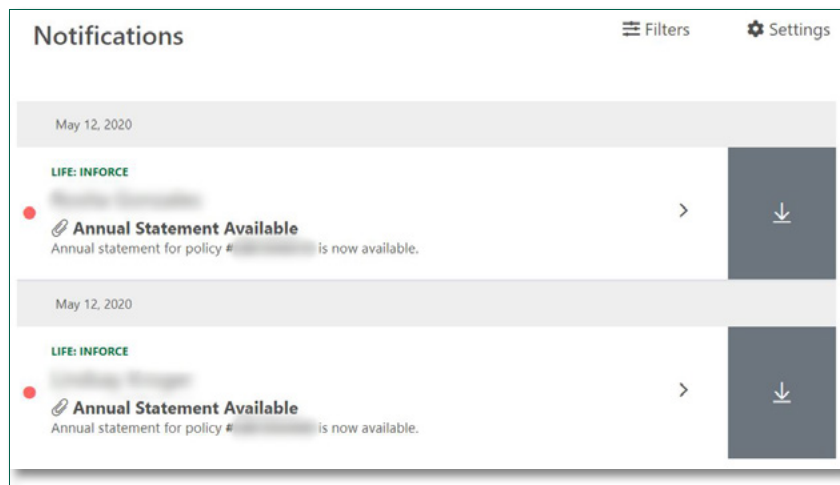 Notifications
Filters
Settings
May 12, 2020
LIFE: INFORCE
Annual Statement Available
Annual statement for policy # is now available.
May 12, 2020
LIFE: INFORCE
Annual Statement Available
Annual statement for policy # is now available.